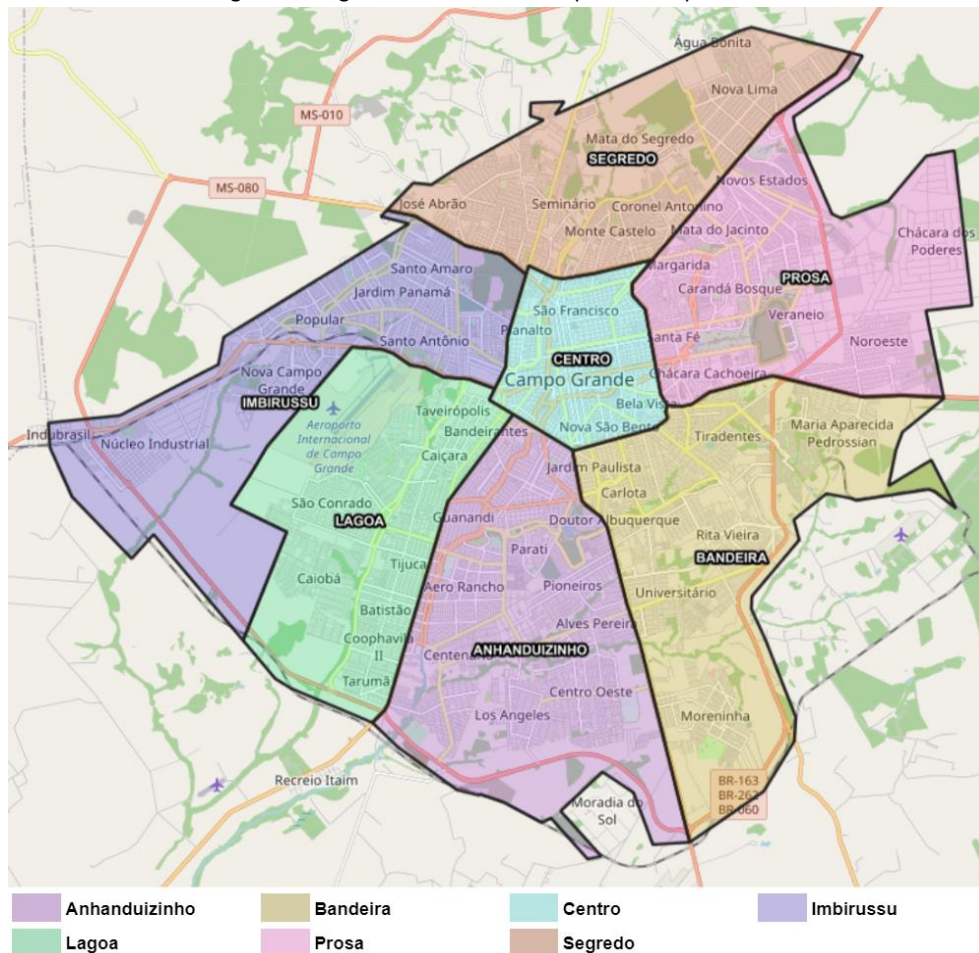 Água Bonita
Nova Lima
MS-010
Mata do Segredo
SEGREDO
MS-080
Novos Estados
José Abrão
Seminário
Coronel Antonino
Monte Castelo
Mata do Jacinto
Chácara dos
Poderes
Santo Amaro
Margarida
PROSA
Jardim Panamá
Carandá Bosque
São Francisco
Veraneio
Popular
Planalto
Santo Antônio
Santa Fé
Noroeste
CENTRO
Nova Campo
Grande
Campo Grande
Chácara Cachoeira
IMBIRUSSU
Taveirópolis
Bela Vista
Maria Aparecida
Pedrossian
Aeroporto
Internacional
de Campo
Grande
Indubrasil
Núcleo Industrial
Bandeirantes
Nova São Bento
Tiradentes
Caiçara
Jardim Paulista
Carlota
São Conrado
LAGOA
Guanandi
Doutor Albuquerque
Rita Vieira
Parati
BANDEIRA
Tijuca
Caiobá
Aero Rancho
Pioneiros
Universitário
Batistão
Alves Pereira
Coophavila
II
Centenário
ANHANDUIZINHO
Tarumã
Centro Oeste
Los Angeles
Moreninha
Recreio Itaim
Moradia do
Sol
BR-163
BR-262
BR-060
Anhanduizinho
Bandeira
Centro
Imbirussu
Lagoa
Prosa
Segredo